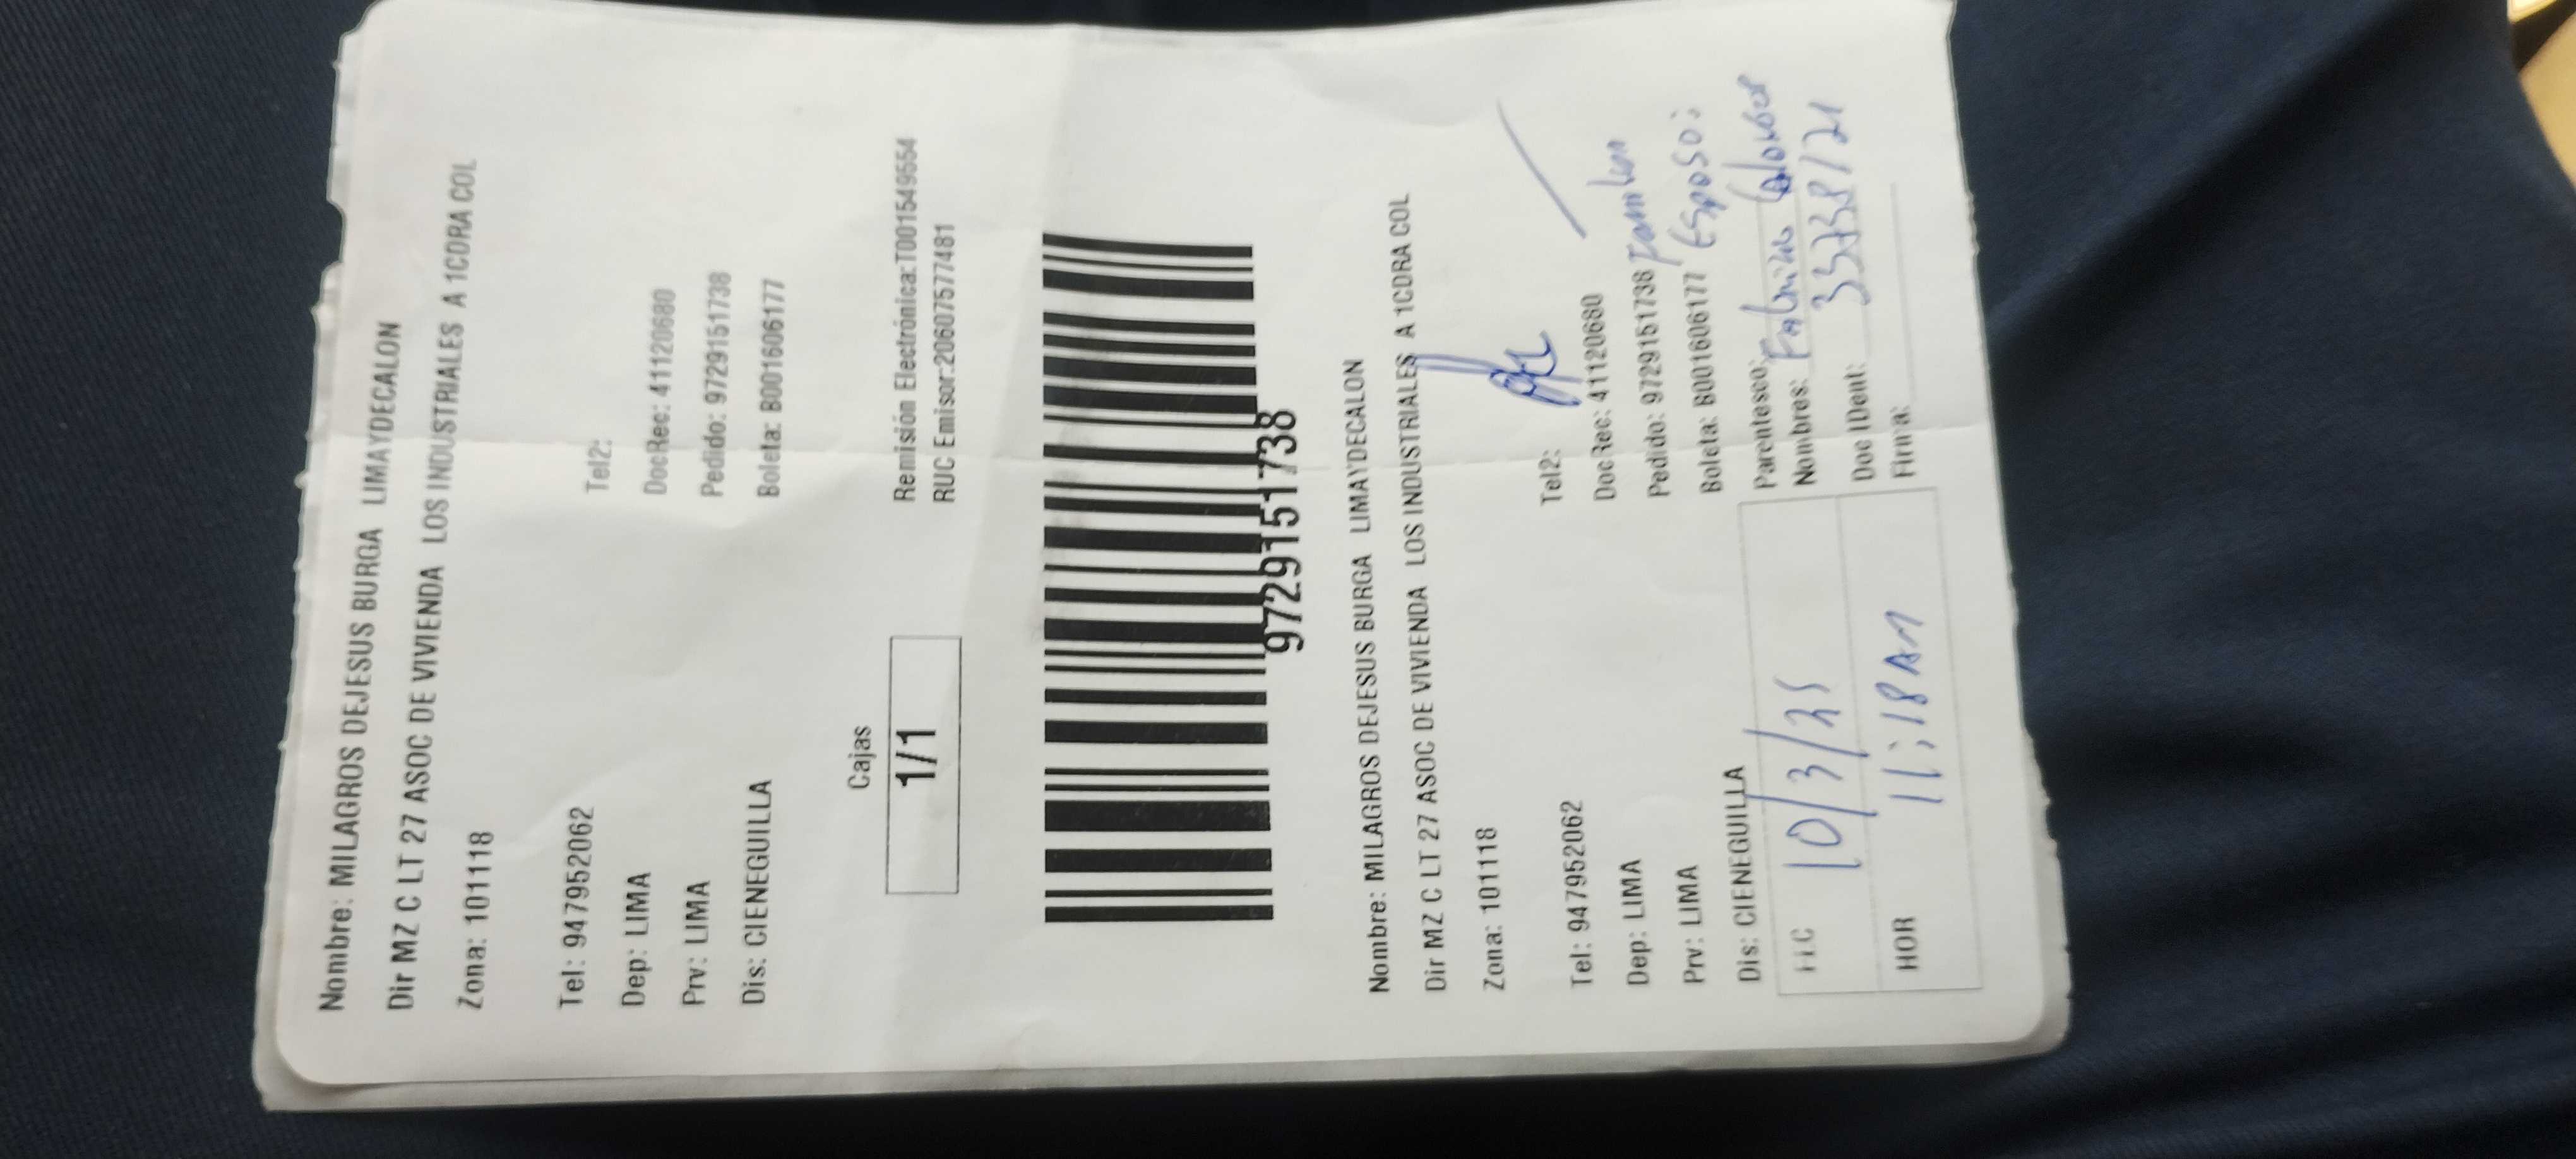 Nombre: MILAGROS DEJESUS BURGA LIMAYDECALON
Dir MZ C LT 27 ASOC DE VIVIENDA LOS INDUSTRIALES A 1CDRA COL
Zona: 101118
Tel: 947952062 Tel2:
Dep: LIMA DocRec: 41120680
Prv: LIMA Pedido: 9729151738
Dis: CIENEGUILLA Boleta: B001606177
Cajas
1/1
Remisión Electrónica:T001549554
RUC Emisor:20607577481
9729151738
Nombre: MILAGROS DEJESUS BURGA LIMAYDECALON
Dir MZ C LT 27 ASOC DE VIVIENDA LOS INDUSTRIALES A 1CDRA COL
Zona: 101118
Tel: 947952062 Tel2:
Dep: LIMA DocRec: 41120680
Prv: LIMA Pedido: 9729151738
Dis: CIENEGUILLA Boleta: B001606177 Esposo:
Parentesco:
FEC 10/3/25 Nombres:
Doc IDent: 33738121
HOR 11:18 AM Firma: